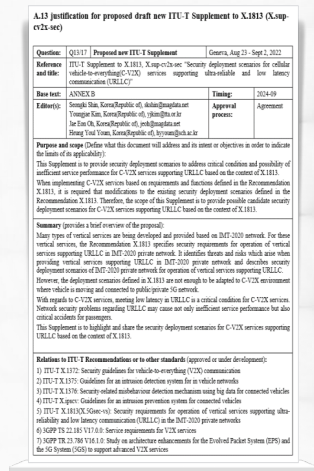 A.13 justification for proposed draft new ITU-T Supplement to X.1813 (X.sup-
cv2x-sec)
Question: Q13/17 Proposed new ITU-T Supplement Geneva, Aug 23 - Sept 2, 2022
Reference and title: ITU-T Supplement to X.1813, X.sup-cv2x-sec "Security deployment scenarios for cellular
vehicle-to-everything(C-V2X) services supporting ultra-reliable and low latency
communication (URLLC)"
Base text: ANNEX B Timing: 2024-09
Editor(s): Seongki Shin, Korea(Republic of), skshin@magdata.net Approval process: Agreement
Youngjae Kim, Korea(Republic of), yjkim@tta.or.kr
Jae Eon Oh, Korea(Republic of), jeoh@magdata.net
Heung Youl Youm, Korea(Republic of), hyyoum@sch.ac.kr
Purpose and scope (Define what this document will address and its intent or objectives in order to indicate
the limits of its applicability):
This Supplement is to provide security deployment scenarios to address critical condition and possibility of
inefficient service performance for C-V2X services supporting URLLC based on the context of X.1813.
When implementing C-V2X services based on requirements and functions defined in the Recommendation
X.1813, it is required that modifications to the existing security deployment scenarios defined in the
Recommendation X.1813. Therefore, the scope of this Supplement is to provide possible candidate security
deployment scenarios for C-V2X services supporting URLLC based on the context of X.1813.
Summary (provides a brief overview of the proposal):
Many types of vertical services are being developed and provided based on IMT-2020 network. For these
vertical services, the Recommendation X.1813 specifies security requirements for operation of vertical
services supporting URLLC in IMT-2020 private network. It identifies threats and risks which arise when
providing vertical services supporting URLLC in IMT-2020 private network and describes security
deployment scenarios of IMT-2020 private network for operation of vertical services supporting URLLC.
However, the deployment scenarios defined in X.1813 are not enough to be adapted to C-V2X environment
where vehicle is moving and connected to public/private 5G network.
With regards to C-V2X services, meeting low latency in URLLC is a critical condition for C-V2X services.
Network security problems regarding URLLC may cause not only inefficient service performance but also
critical accidents for passengers.
This Supplement is to highlight and share the security deployment scenarios for C-V2X services supporting
URLLC based on the context of X.1813.
Relations to ITU-T Recommendations or to other standards (approved or under development):
1) ITU-T X.1372: Security guidelines for vehicle-to-everything (V2X) communication
2) ITU-T X.1375: Guidelines for an intrusion detection system for in vehicle networks
3) ITU-T X.1376: Security-related misbehaviour detection mechanism using big data for connected vehicles
4) ITU-T X.ipscv: Guidelines for an intrusion prevention system for connected vehicles
5) ITU-T X.1813(X.5Gsec-vs): Security requirements for operation of vertical services supporting ultra-
reliability and low latency communication (URLLC) in the IMT-2020 private networks
6) 3GPP TS 22.185 V17.0.0: Service requirements for V2X services
7) 3GPP TR 23.786 V16.1.0: Study on architecture enhancements for the Evolved Packet System (EPS) and
the 5G System (5GS) to support advanced V2X services